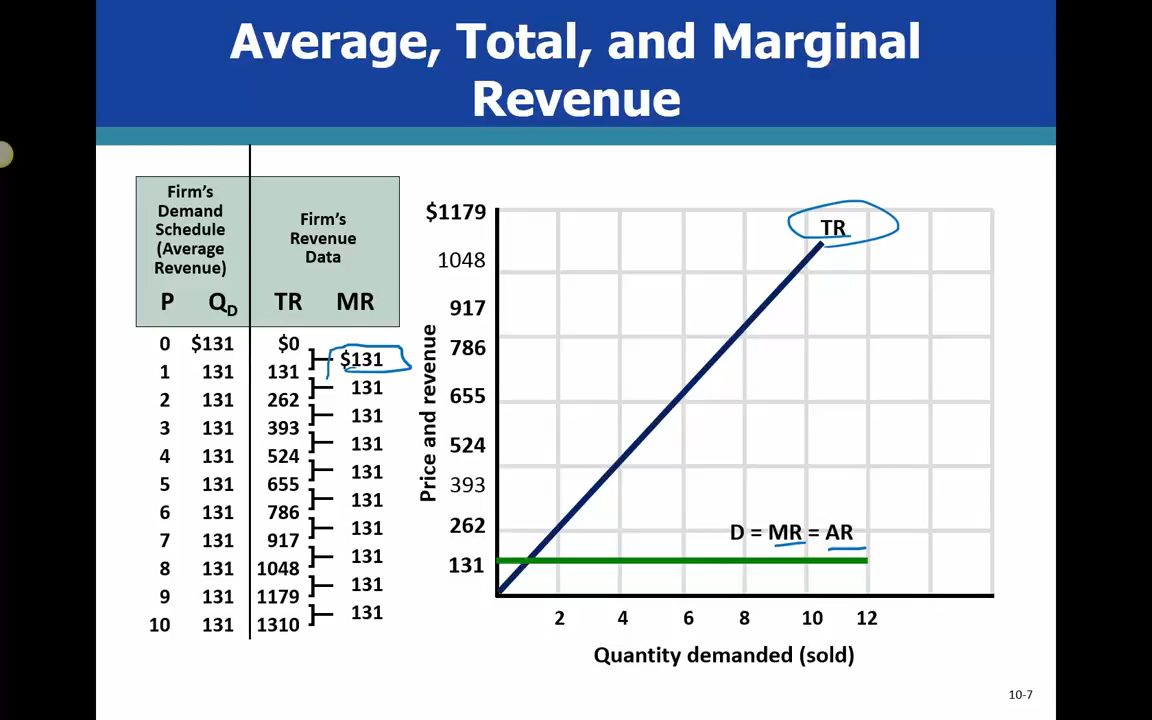 Average, Total, and Marginal
Revenue
Firm's
Demand
Schedule
(Average
Revenue)
Firm's
Revenue
Data
P QD TR MR
0 $131 $0
$131
1 131 131
131
2 131 262
131
3 131 393
131
4 131 524
131
5 131 655
131
6 131 786
131
7 131 917
131
8 131 1048
131
9 131 1179
131
10 131 1310
Price and revenue
$1179
1048
917
786
655
524
393
262
131
TR
D = MR = AR
2 4 6 8 10 12
Quantity demanded (sold)
10-7